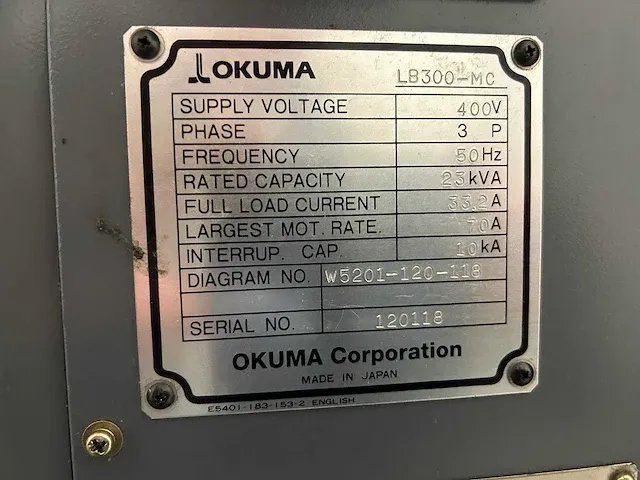 OKUMA LB300-MC
SUPPLY VOLTAGE 400V
PHASE 3 P
FREQUENCY 50Hz
RATED CAPACITY 23kVA
FULL LOAD CURRENT 33.2A
LARGEST MOT. RATE. 70A
INTERRUP. CAP. 10kA
DIAGRAM NO. W5201-120-118
SERIAL NO. 120118
OKUMA Corporation
MADE IN JAPAN
E5401-183-153-2 ENGLISH